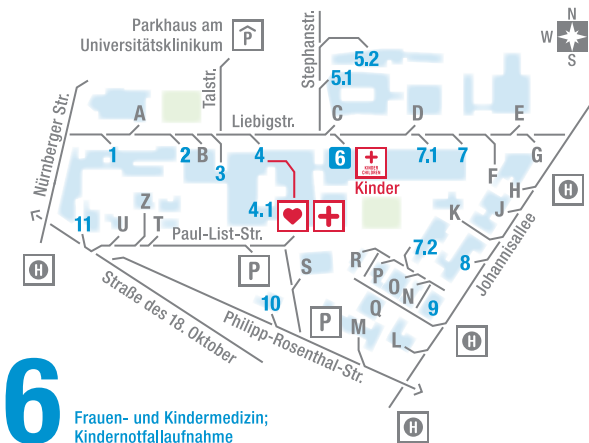 Parkhaus am
Universitätsklinikum
P
Stephanstr.
N
W
S
5.2
5.1
Talstr.
Nürnberger Str.
A
Liebigstr.
C
D
E
1
2
B
3
4
6
KINDER
CHILDREN
Kinder
7.1
7
F
G
H
H
J
K
Johannisallee
4.1
Z
11
U
T
Paul-List-Str.
P
S
R
P
O
N
7.2
8
9
Q
H
Straße des 18. Oktober
10
Philipp-Rosenthal-Str.
P
M
L
H
H
6
Frauen- und Kindermedizin;
Kindernotfallaufnahme